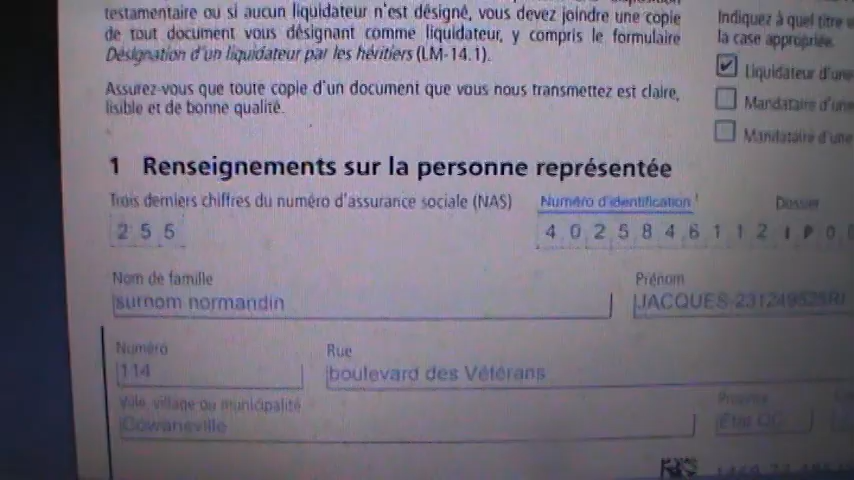 testamentaire ou si aucun liquidateur n'est désigné, vous devez joindre une copie
de tout document vous désignant comme liquidateur, y compris le formulaire
Désignation d'un liquidateur par les héritiers (LM-14.1).
Assurez-vous que toute copie d'un document que vous nous transmettez est claire,
lisible et de bonne qualité.
Indiquez à quel titre
la case appropriée.
Liquidateur d'une
Mandataire d'une
Mandataire d'une
1 Renseignements sur la personne représentée
Trois derniers chiffres du numéro d'assurance sociale (NAS)
2 5 5
Numéro d'identification 1
4 0 2 5 8 4 6 1 1 2
Dossier
I P 0 0
Nom de famille
surnom normandin
Prénom
Numéro
114
Rue
boulevard des Vétérans
Ville, village ou municipalité
Cowansville
Province
État QC